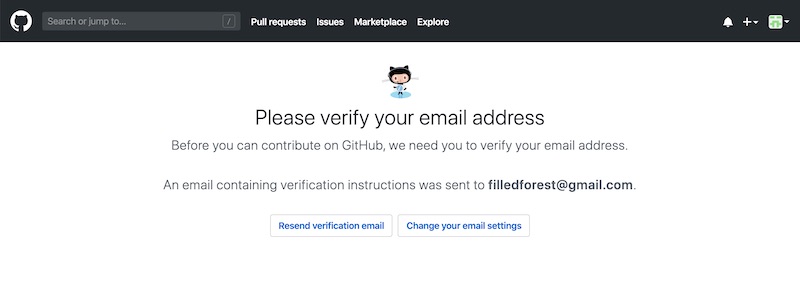 Search or jump to... /
Pull requests Issues Marketplace Explore
Please verify your email address
Before you can contribute on GitHub, we need you to verify your email address.
An email containing verification instructions was sent to filledforest@gmail.com.
Resend verification email Change your email settings